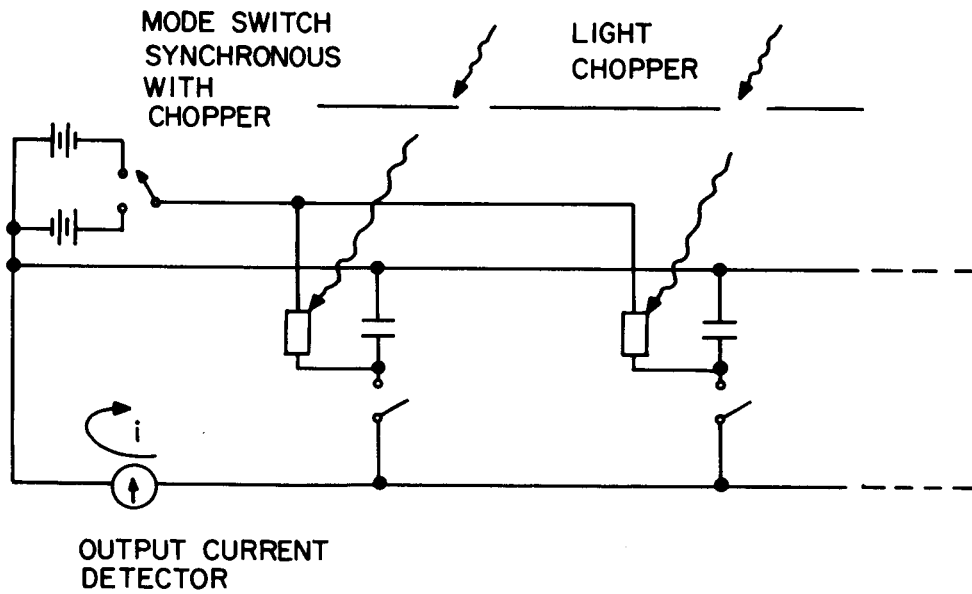 MODE SWITCH
SYNCHRONOUS
WITH
CHOPPER
LIGHT
CHOPPER
i
OUTPUT CURRENT
DETECTOR